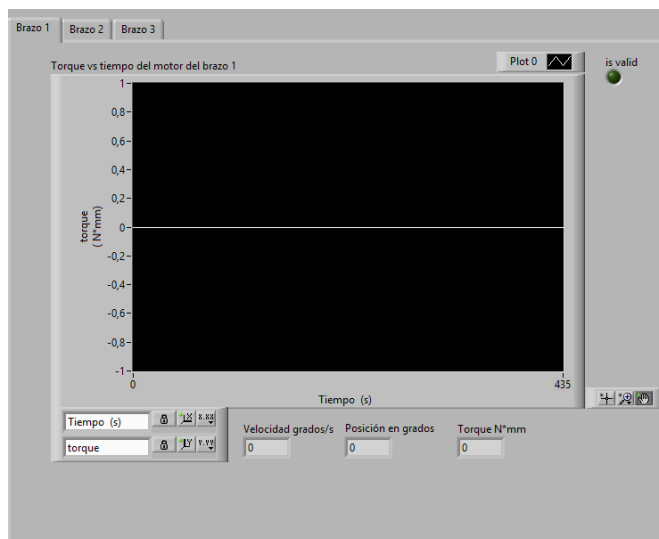 Brazo 1 Brazo 2 Brazo 3
Torque vs tiempo del motor del brazo 1
Plot 0
is valid
torque
( N*mm)
1
0,8
0,6
0,4
0,2
0
-0,2
-0,4
-0,6
-0,8
-1
0 435
Tiempo (s)
Tiempo (s) X X.XX
torque Y Y.YY
Velocidad grados/s Posición en grados Torque N*mm
0 0 0